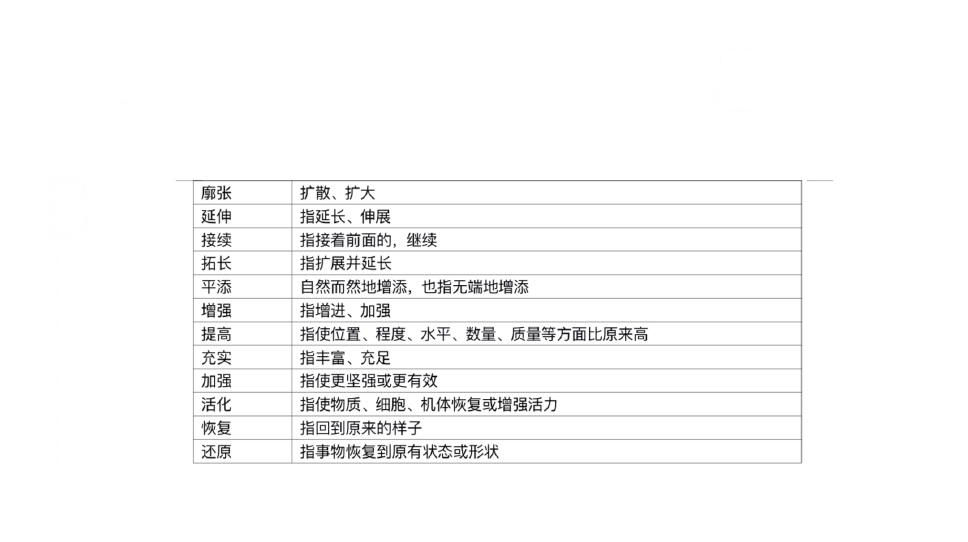 廓张 扩散、扩大
延伸 指延长、伸展
接续 指接着前面的，继续
拓长 指扩展并延长
平添 自然而然地增添，也指无端地增添
增强 指增进、加强
提高 指使位置、程度、水平、数量、质量等方面比原来高
充实 指丰富、充足
加强 指使更坚强或更有效
活化 指使物质、细胞、机体恢复或增强活力
恢复 指回到原来的样子
还原 指事物恢复到原有状态或形状